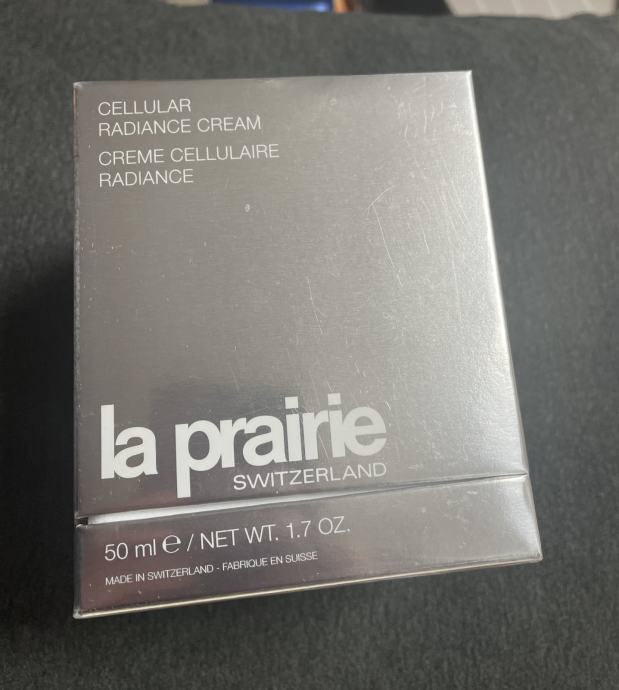 CELLULAR
RADIANCE CREAM
CREME CELLULAIRE
RADIANCE
la prairie
SWITZERLAND
50 ml ℮ / NET WT. 1.7 OZ.
MADE IN SWITZERLAND - FABRIQUE EN SUISSE